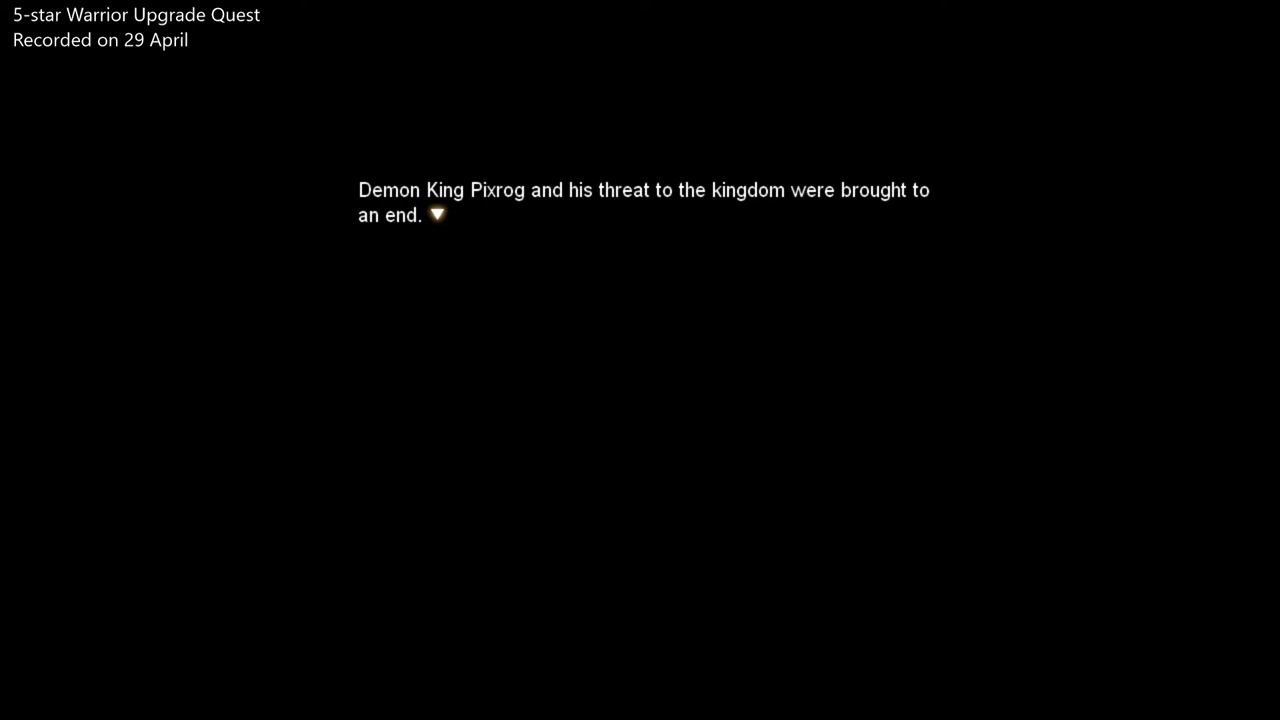 5-star Warrior Upgrade Quest
Recorded on 29 April
Demon King Pixrog and his threat to the kingdom were brought to
an end.